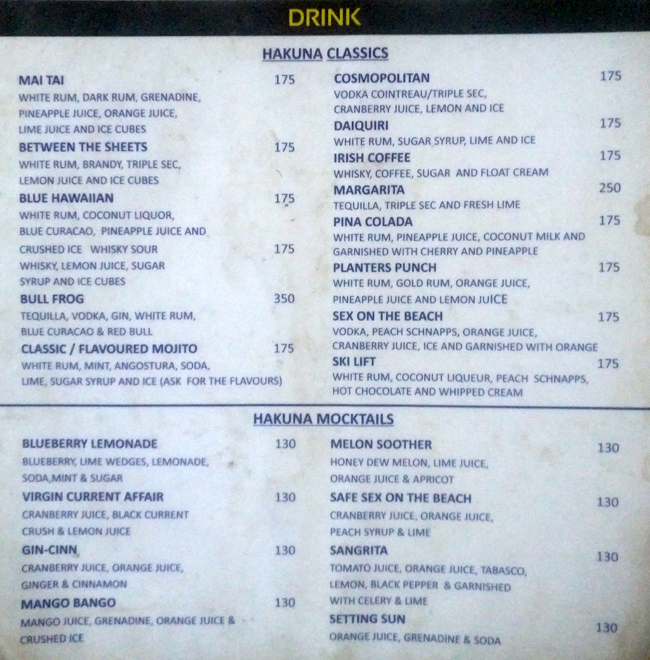 DRINK
HAKUNA CLASSICS
MAI TAI 175
WHITE RUM, DARK RUM, GRENADINE,
PINEAPPLE JUICE, ORANGE JUICE,
LIME JUICE AND ICE CUBES
BETWEEN THE SHEETS 175
WHITE RUM, BRANDY, TRIPLE SEC,
LEMON JUICE AND ICE CUBES
BLUE HAWAIIAN 175
WHITE RUM, COCONUT LIQUOR,
BLUE CURACAO, PINEAPPLE JUICE AND
CRUSHED ICE WHISKY SOUR 175
WHISKY, LEMON JUICE, SUGAR
SYRUP AND ICE CUBES
BULL FROG 350
TEQUILLA, VODKA, GIN, WHITE RUM,
BLUE CURACAO & RED BULL
CLASSIC / FLAVOURED MOJITO 175
WHITE RUM, MINT, ANGOSTURA, SODA,
LIME, SUGAR SYRUP AND ICE (ASK FOR THE FLAVOURS)
COSMOPOLITAN 175
VODKA COINTREAU/TRIPLE SEC,
CRANBERRY JUICE, LEMON AND ICE
DAIQUIRI 175
WHITE RUM, SUGAR SYRUP, LIME AND ICE
IRISH COFFEE 175
WHISKY, COFFEE, SUGAR AND FLOAT CREAM
MARGARITA 250
TEQUILLA, TRIPLE SEC AND FRESH LIME
PINA COLADA 175
WHITE RUM, PINEAPPLE JUICE, COCONUT MILK AND
GARNISHED WITH CHERRY AND PINEAPPLE
PLANTERS PUNCH 175
WHITE RUM, GOLD RUM, ORANGE JUICE,
PINEAPPLE JUICE AND LEMON JUICE
SEX ON THE BEACH 175
VODKA, PEACH SCHNAPPS, ORANGE JUICE,
CRANBERRY JUICE, ICE AND GARNISHED WITH ORANGE
SKI LIFT 175
WHITE RUM, COCONUT LIQUEUR, PEACH SCHNAPPS,
HOT CHOCOLATE AND WHIPPED CREAM
HAKUNA MOCKTAILS
BLUEBERRY LEMONADE 130
BLUEBERRY, LIME WEDGES, LEMONADE,
SODA,MINT & SUGAR
VIRGIN CURRENT AFFAIR 130
CRANBERRY JUICE, BLACK CURRENT
CRUSH & LEMON JUICE
GIN-CINN 130
CRANBERRY JUICE, ORANGE JUICE,
GINGER & CINNAMON
MANGO BANGO 130
MANGO JUICE, GRENADINE, ORANGE JUICE &
CRUSHED ICE
MELON SOOTHER 130
HONEY DEW MELON, LIME JUICE,
ORANGE JUICE & APRICOT
SAFE SEX ON THE BEACH 130
CRANBERRY JUICE, ORANGE JUICE,
PEACH SYRUP & LIME
SANGRITA 130
TOMATO JUICE, ORANGE JUICE, TABASCO,
LEMON, BLACK PEPPER & GARNISHED
WITH CELERY & LIME
SETTING SUN 130
ORANGE JUICE, GRENADINE & SODA